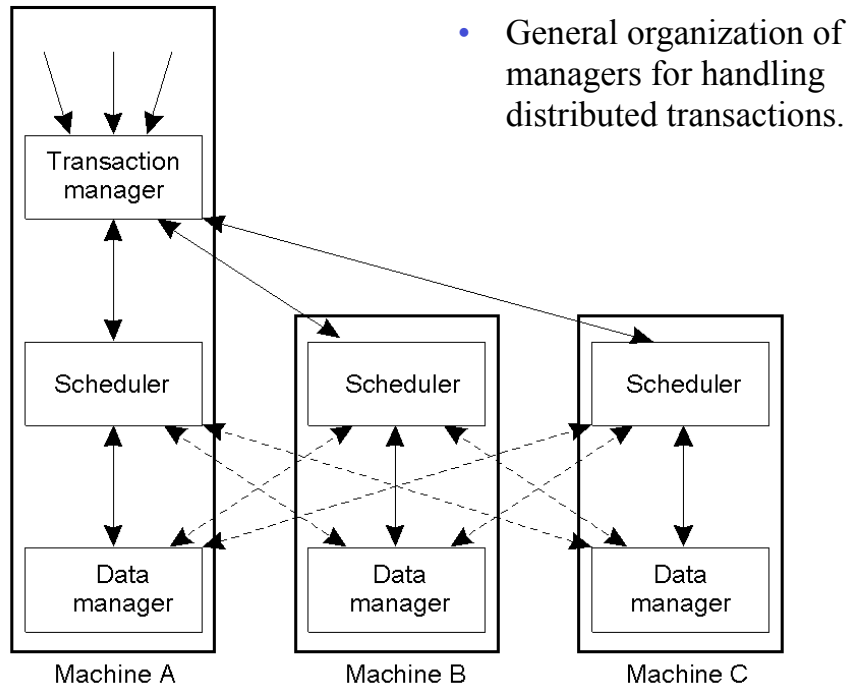 • General organization of
managers for handling
distributed transactions.
Transaction
manager
Scheduler
Scheduler
Scheduler
Data
manager
Data
manager
Data
manager
Machine A
Machine B
Machine C